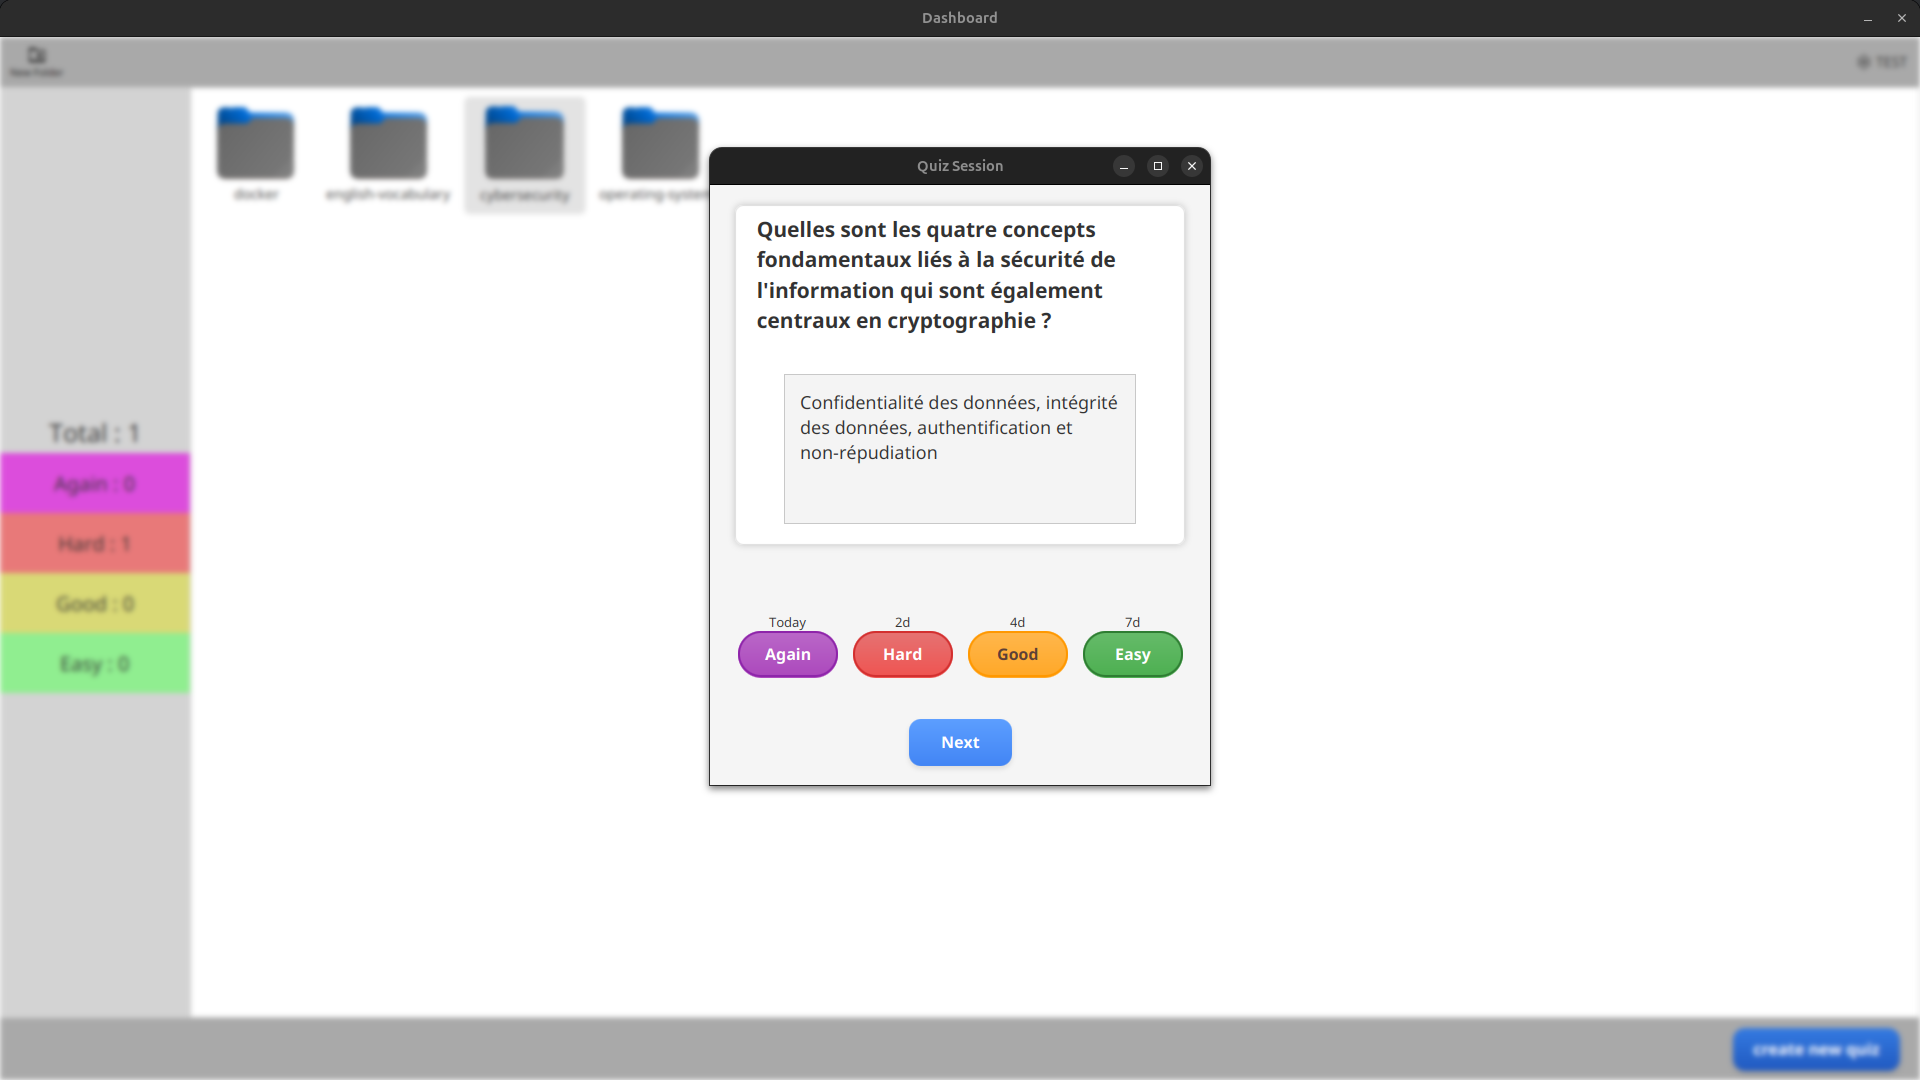 Dashboard
New Folder
TEST
docker
english-vocabulary
cybersecurity
Quiz Session
Quelles sont les quatre concepts
fondamentaux liés à la sécurité de
l'information qui sont également
centraux en cryptographie ?
Confidentialité des données, intégrité
des données, authentification et
non-répudiation
Total : 1
Again : 0
Hard : 1
Good : 0
Easy : 0
Today
2d
4d
7d
Again
Hard
Good
Easy
Next
create new quiz